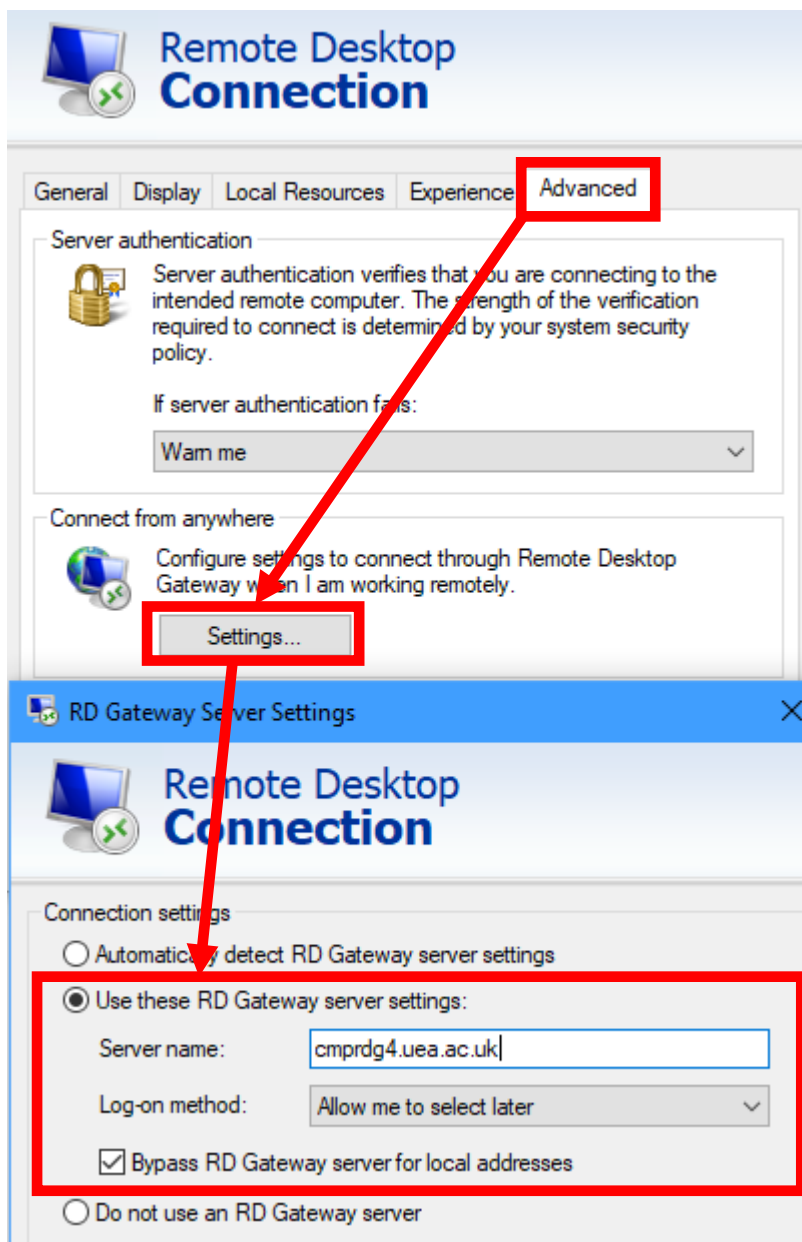 Remote Desktop
Connection
General Display Local Resources Experience Advanced
Server authentication
Server authentication verifies that you are connecting to the
intended remote computer. The strength of the verification
required to connect is determined by your system security
policy.
If server authentication fails:
Warn me
Connect from anywhere
Configure settings to connect through Remote Desktop
Gateway when I am working remotely.
Settings...
RD Gateway Server Settings
Remote Desktop
Connection
Connection settings
Automatically detect RD Gateway server settings
Use these RD Gateway server settings:
Server name: cmprdg4.uea.ac.uk
Log-on method: Allow me to select later
Bypass RD Gateway server for local addresses
Do not use an RD Gateway server